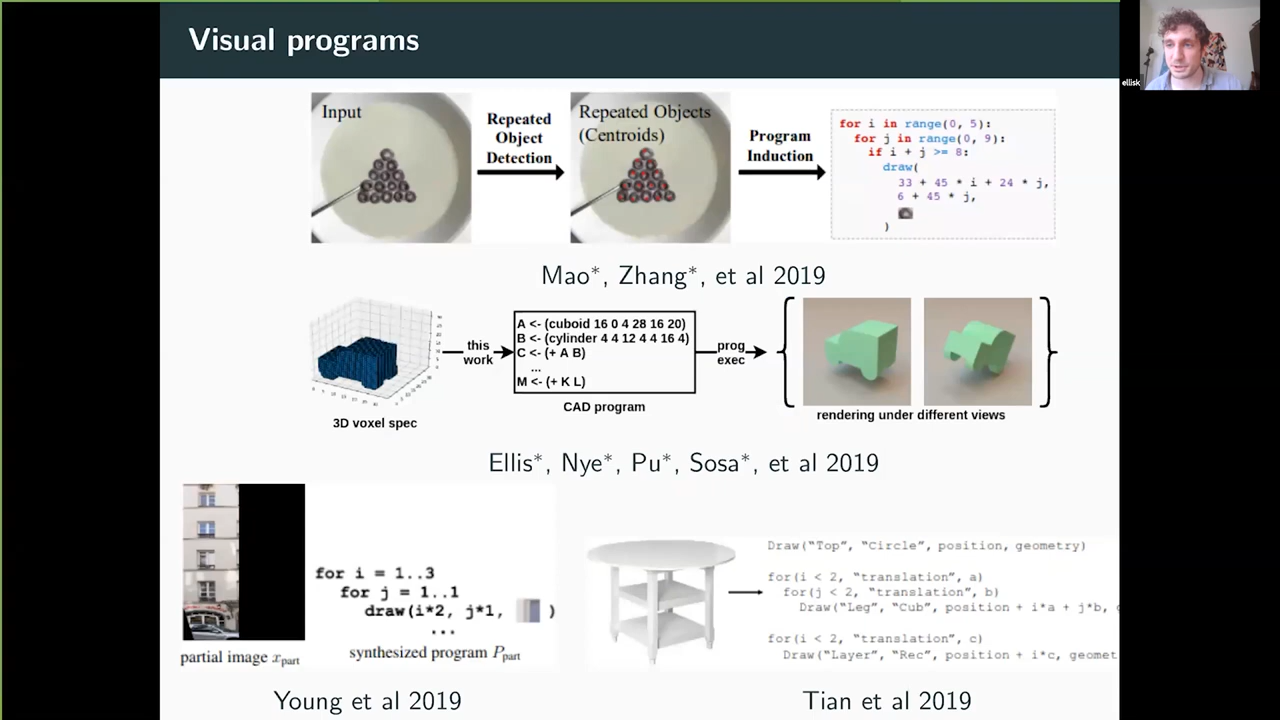 Visual programs
ellisk
Input
Repeated
Object
Detection
Repeated Objects
(Centroids)
Program
Induction
for i in range(0, 5):
for j in range(0, 9):
if i + j >= 8:
draw(
33 + 45 * i + 24 * j,
6 + 45 * j,
)
Mao*, Zhang*, et al 2019
3D voxel spec
this
work
A <- (cuboid 16 0 4 28 16 20)
B <- (cylinder 4 4 12 4 4 16 4)
C <- (+ A B)
...
M <- (+ K L)
CAD program
prog
exec
rendering under different views
Ellis*, Nye*, Pu*, Sosa*, et al 2019
partial image xpart
for i = 1..3
for j = 1..1
draw(i*2, j*1, )
...
synthesized program Ppart
Young et al 2019
Draw("Top", "Circle", position, geometry)
for(i < 2, "translation", a)
for(j < 2, "translation", b)
Draw("Leg", "Cub", position + i*a + j*b,
for(i < 2, "translation", c)
Draw("Layer", "Rec", position + i*c, geomet
Tian et al 2019